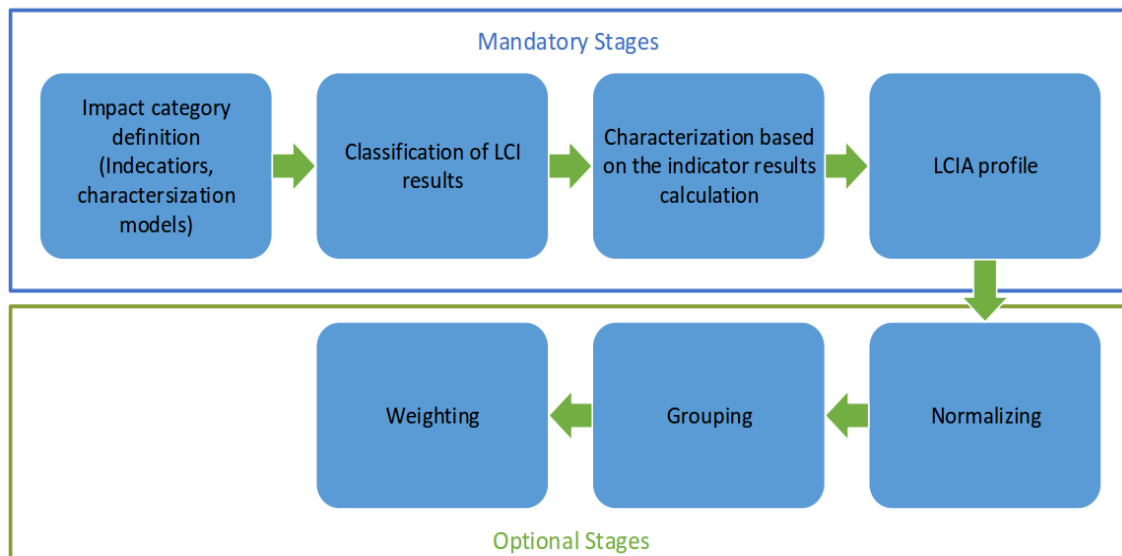 Mandatory Stages
Impact category
definition
(Indecatiors,
charactersization
models)
Classification of LCI
results
Characterization based
on the indicator results
calculation
LCIA profile
Weighting
Grouping
Normalizing
Optional Stages